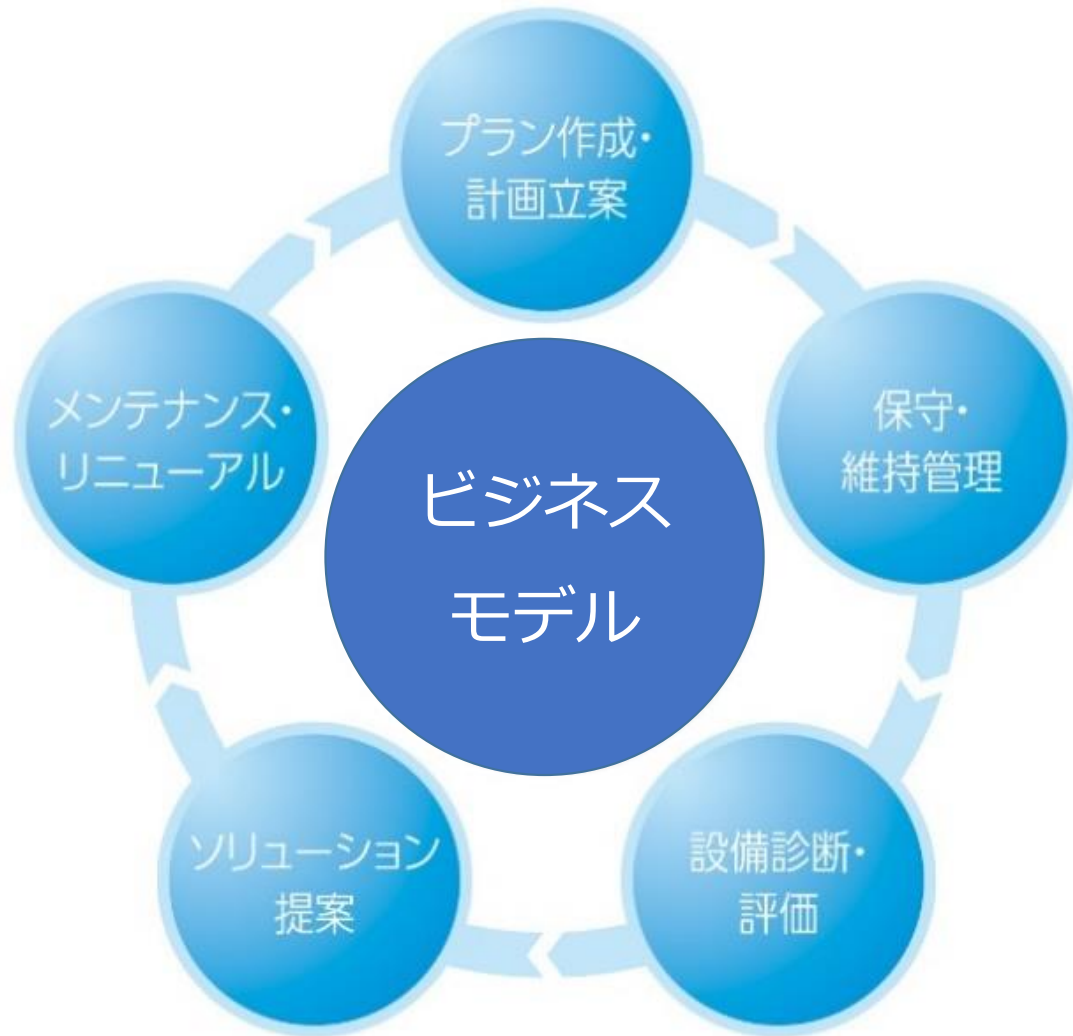 プラン作成・
計画立案
メンテナンス・
リニューアル
ビジネス
モデル
保守・
維持管理
ソリューション
提案
設備診断・
評価